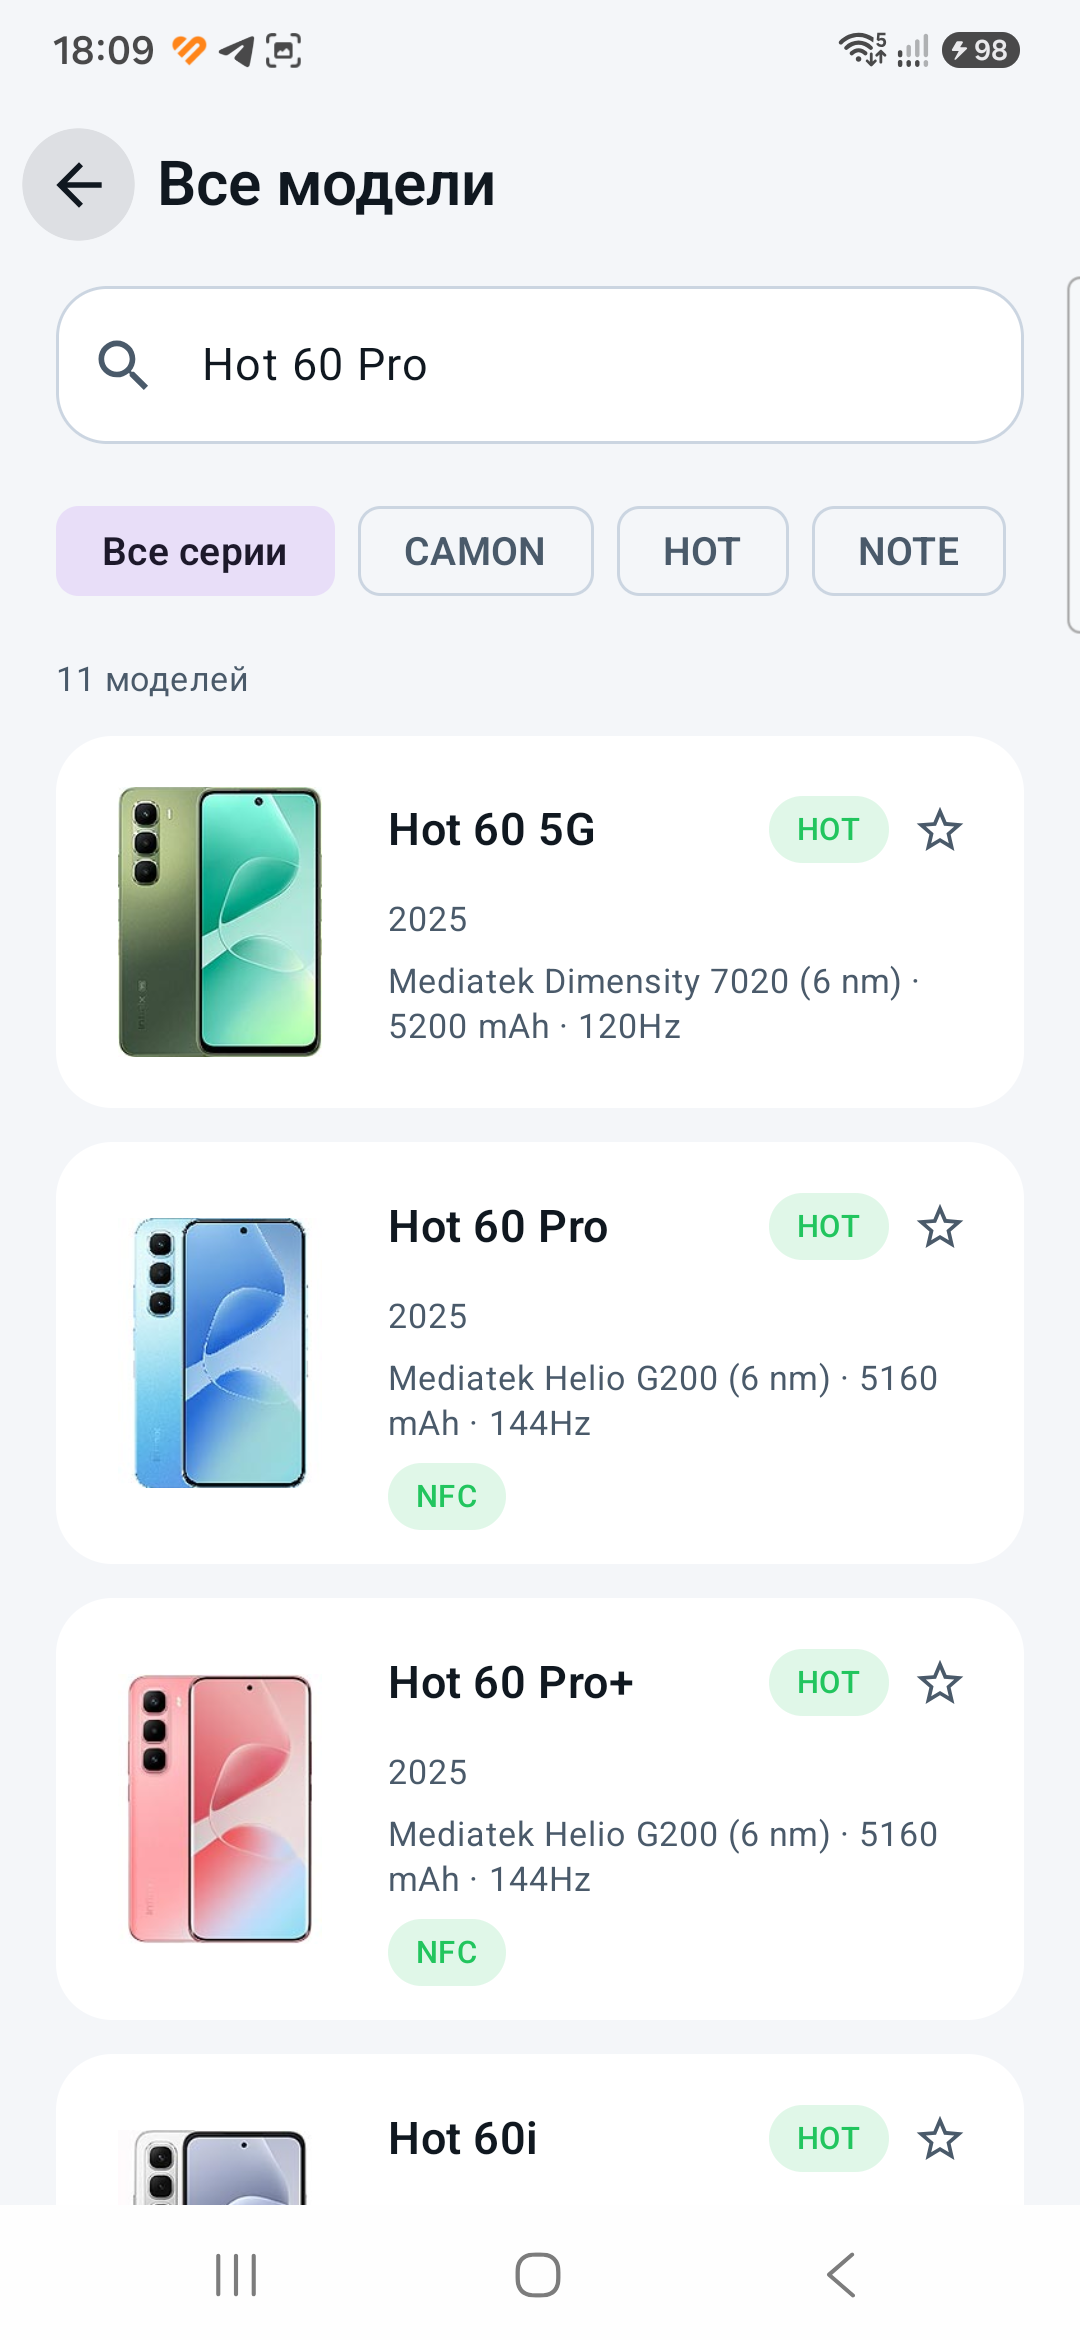 18:09
5
98
Все модели
Hot 60 Pro
Все серии
CAMON
HOT
NOTE
11 моделей
Hot 60 5G
HOT
2025
Mediatek Dimensity 7020 (6 nm) ·
5200 mAh · 120Hz
Hot 60 Pro
HOT
2025
Mediatek Helio G200 (6 nm) · 5160
mAh · 144Hz
NFC
Hot 60 Pro+
HOT
2025
Mediatek Helio G200 (6 nm) · 5160
mAh · 144Hz
NFC
Hot 60i
HOT